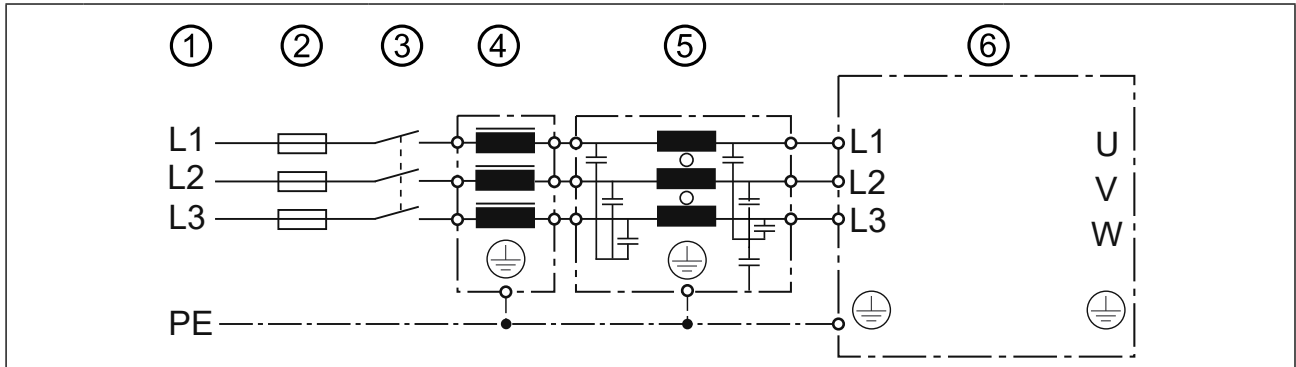 ① ② ③ ④ ⑤ ⑥
L1 L1 U
L2 L2 V
L3 L3 W
PE